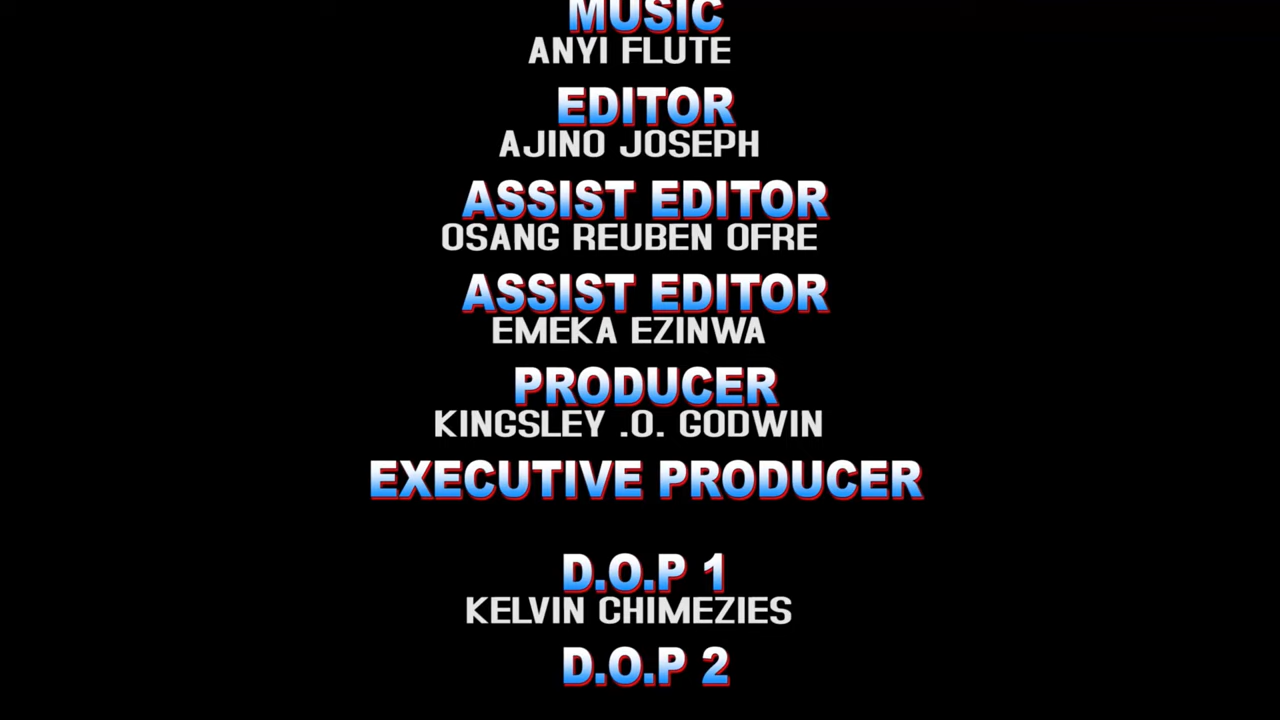 MUSIC
ANYI FLUTE
EDITOR
AJINO JOSEPH
ASSIST EDITOR
OSANG REUBEN OFRE
ASSIST EDITOR
EMEKA EZINWA
PRODUCER
KINGSLEY .O. GODWIN
EXECUTIVE PRODUCER
D.O.P 1
KELVIN CHIMEZIES
D.O.P 2